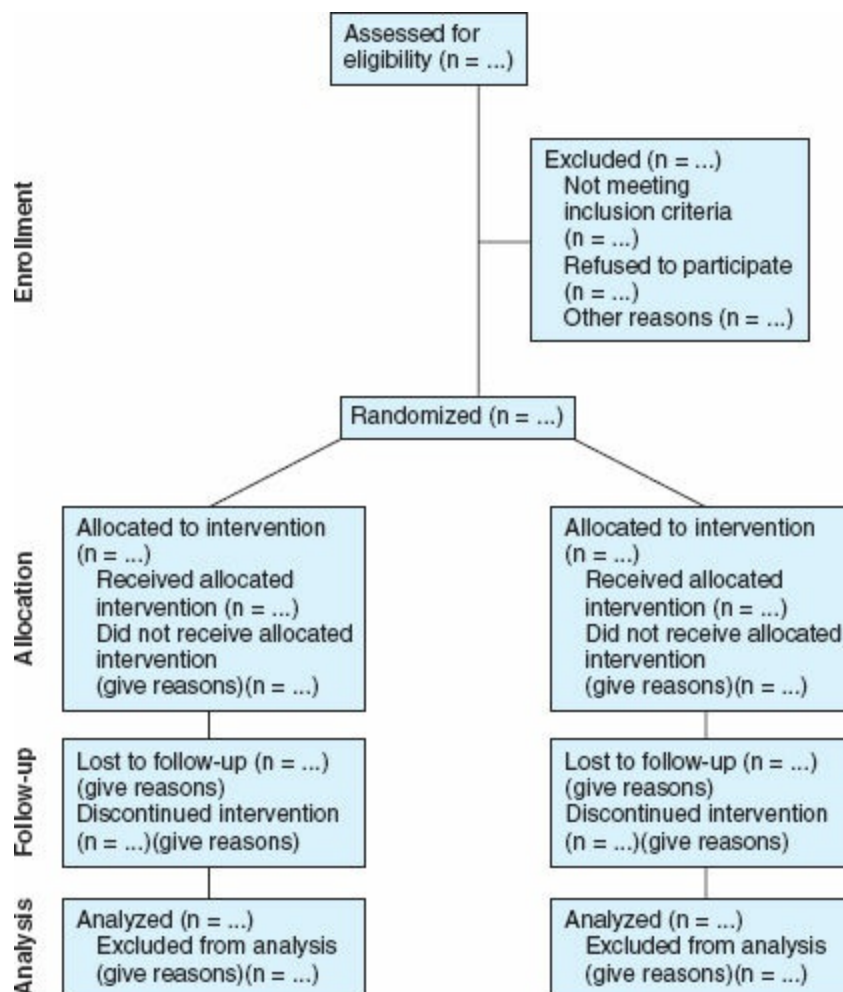 Assessed for
eligibility (n = ...)
Enrollment
Excluded (n = ...)
Not meeting
inclusion criteria
(n = ...)
Refused to participate
(n = ...)
Other reasons (n = ...)
Randomized (n = ...)
Allocation
Allocated to intervention
(n = ...)
Received allocated
intervention (n = ...)
Did not receive allocated
intervention
(give reasons)(n = ...)
Allocated to intervention
(n = ...)
Received allocated
intervention (n = ...)
Did not receive allocated
intervention
(give reasons)(n = ...)
Follow-up
Lost to follow-up (n = ...)
(give reasons)
Discontinued intervention
(n = ...)(give reasons)
Lost to follow-up (n = ...)
(give reasons)
Discontinued intervention
(n = ...)(give reasons)
Analysis
Analyzed (n = ...)
Excluded from analysis
(give reasons)(n = ...)
Analyzed (n = ...)
Excluded from analysis
(give reasons)(n = ...)